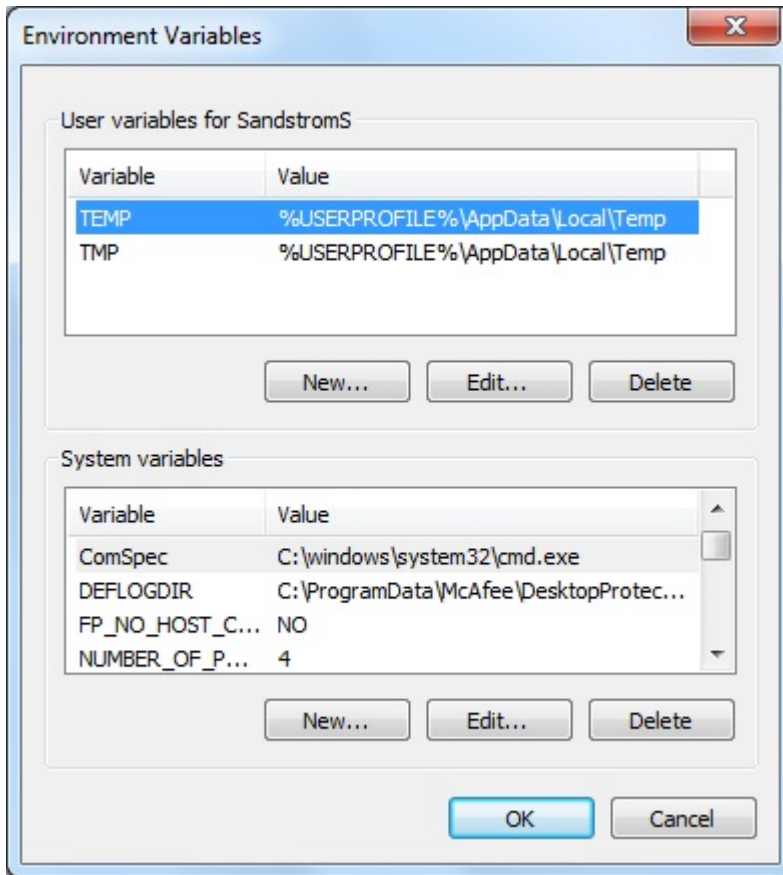 Environment Variables
User variables for SandstromS
Variable Value
TEMP %USERPROFILE%\AppData\Local\Temp
TMP %USERPROFILE%\AppData\Local\Temp
New... Edit... Delete
System variables
Variable Value
ComSpec C:\windows\system32\cmd.exe
DEFLOGDIR C:\ProgramData\McAfee\DesktopProtec...
FP_NO_HOST_C... NO
NUMBER_OF_P... 4
New... Edit... Delete
OK Cancel